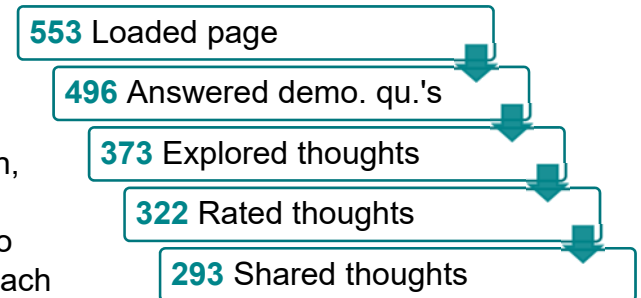 553 Loaded page
496 Answered demo. qu.'s
373 Explored thoughts
322 Rated thoughts
293 Shared thoughts